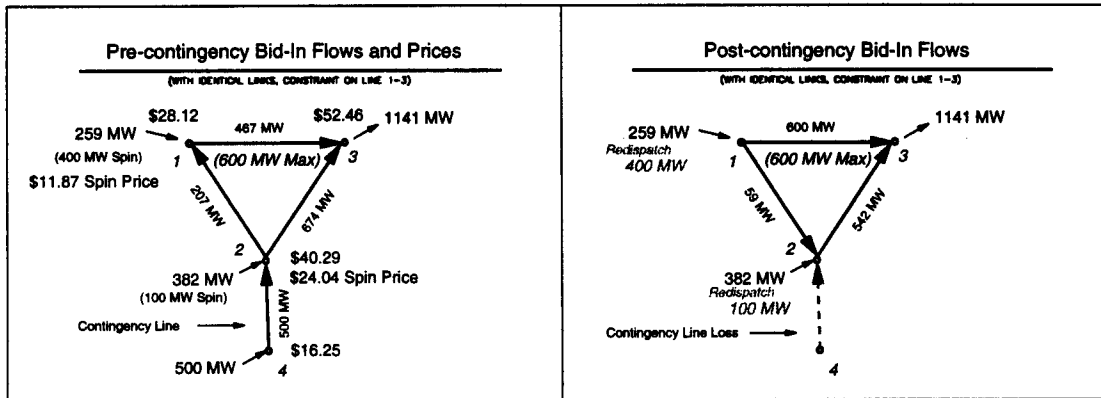 Pre-contingency Bid-In Flows and Prices
(WITH IDENTICAL LINKS, CONSTRAINT ON LINE 1-3)
$28.12
$52.46
1141 MW
259 MW
467 MW
(400 MW Spin)
1
(600 MW Max)
3
$11.87 Spin Price
207 MW
674 MW
2
$40.29
382 MW
$24.04 Spin Price
(100 MW Spin)
500 MW
Contingency Line
$16.25
500 MW
4
Post-contingency Bid-In Flows
(WITH IDENTICAL LINKS, CONSTRAINT ON LINE 1-3)
1141 MW
259 MW
600 MW
Redispatch
400 MW
1
(600 MW Max)
3
59 MW
542 MW
2
382 MW
Redispatch
100 MW
Contingency Line Loss
4